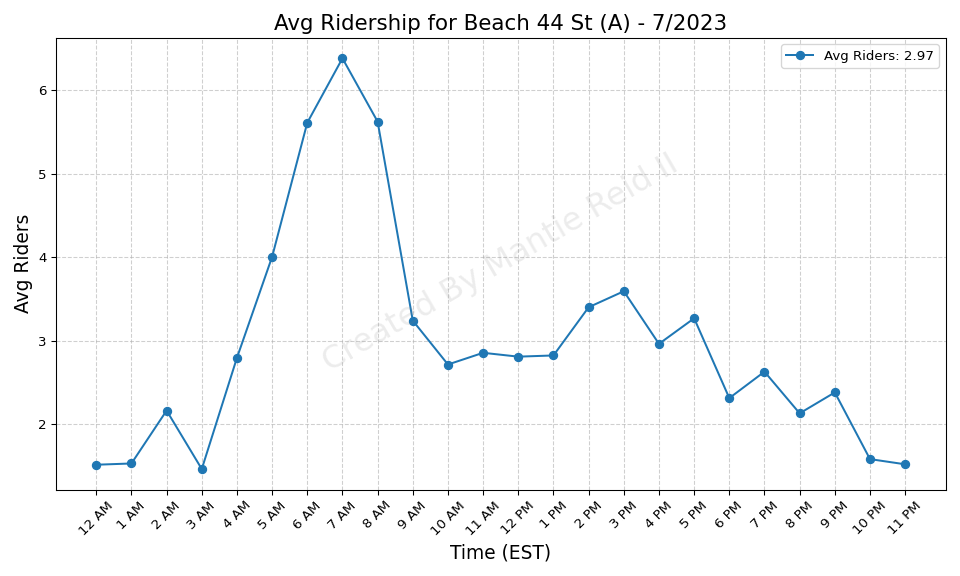 Avg Ridership for Beach 44 St (A) - 7/2023
Avg Riders: 2.97
6
5
4
3
2
Avg Riders
Created By Mantie Reid II
12 AM
1 AM
2 AM
3 AM
4 AM
5 AM
6 AM
7 AM
8 AM
9 AM
10 AM
11 AM
12 PM
1 PM
2 PM
3 PM
4 PM
5 PM
6 PM
7 PM
8 PM
9 PM
10 PM
11 PM
Time (EST)